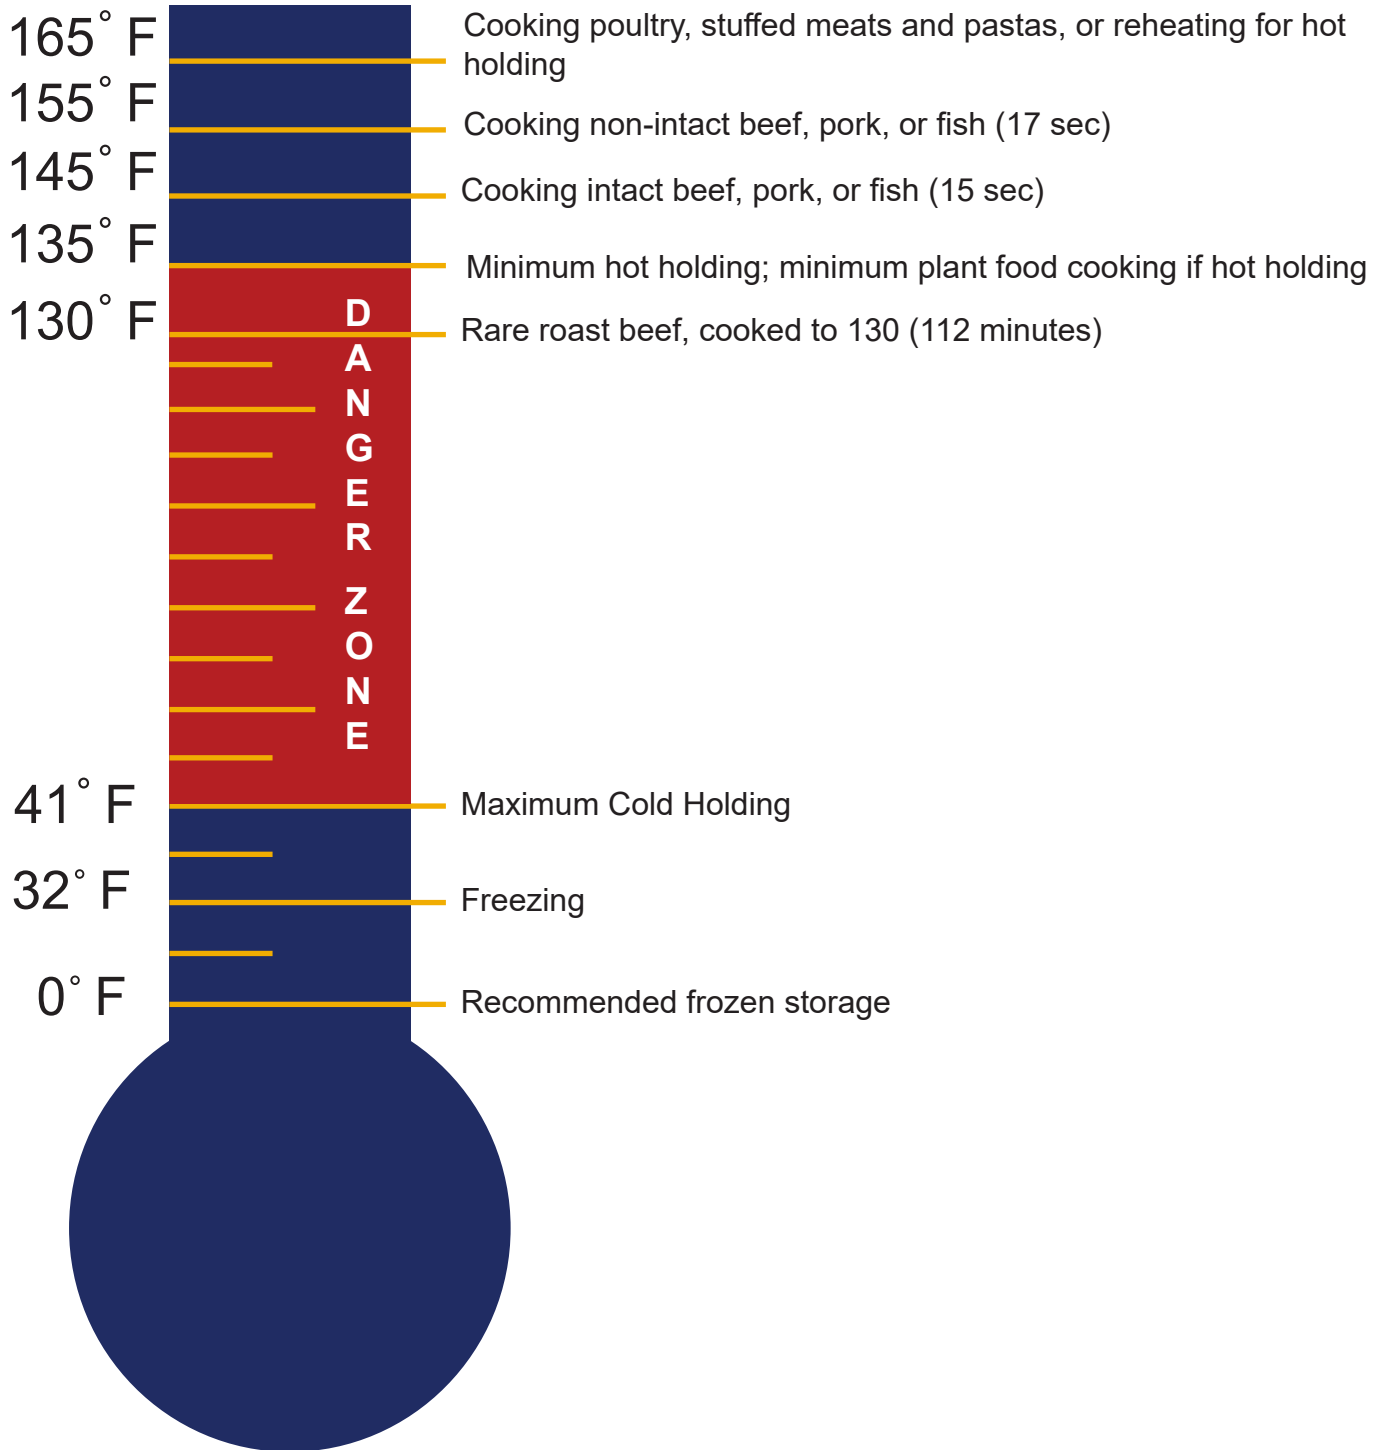 165° F
Cooking poultry, stuffed meats and pastas, or reheating for hot
holding
155° F
Cooking non-intact beef, pork, or fish (17 sec)
145° F
Cooking intact beef, pork, or fish (15 sec)
135° F
Minimum hot holding; minimum plant food cooking if hot holding
130° F
Rare roast beef, cooked to 130 (112 minutes)
DANGER ZONE
41° F
Maximum Cold Holding
32° F
Freezing
0° F
Recommended frozen storage